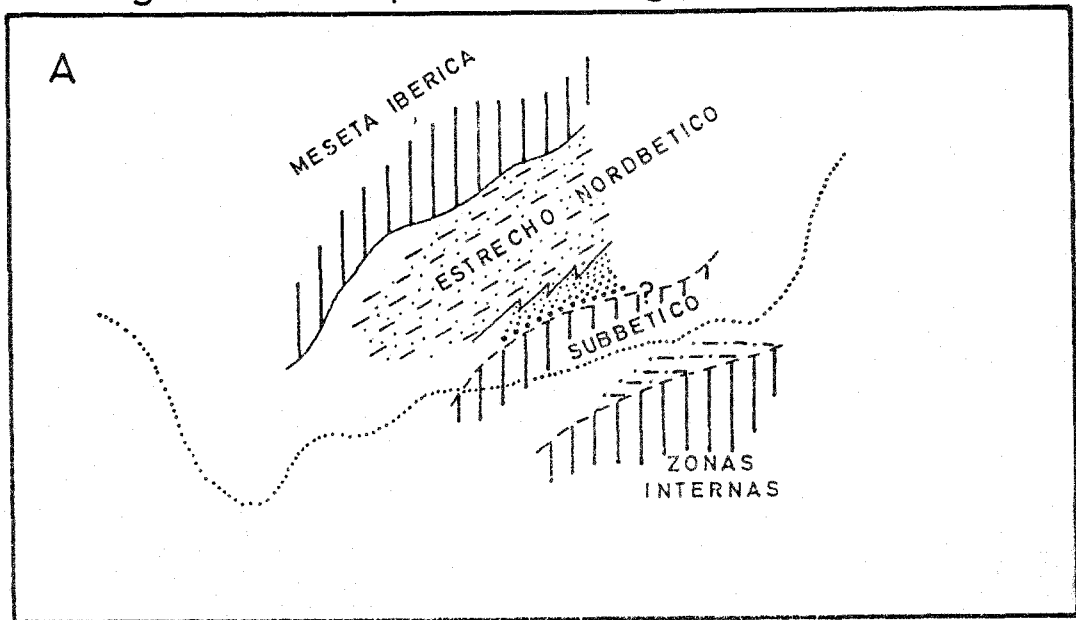 A
MESETA IBERICA
ESTRECHO NORDBETICO
?
SUBBETICO
ZONAS
INTERNAS